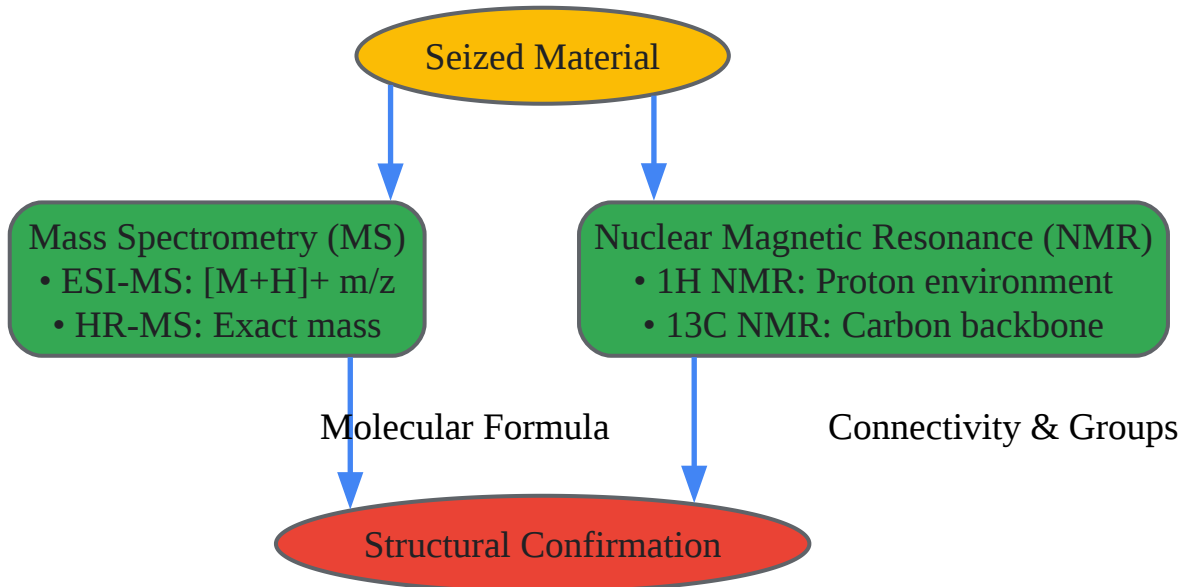 Seized Material
Mass Spectrometry (MS)
• ESI-MS: [M+H]+ m/z
• HR-MS: Exact mass
Nuclear Magnetic Resonance (NMR)
• 1H NMR: Proton environment
• 13C NMR: Carbon backbone
Molecular Formula
Connectivity & Groups
Structural Confirmation